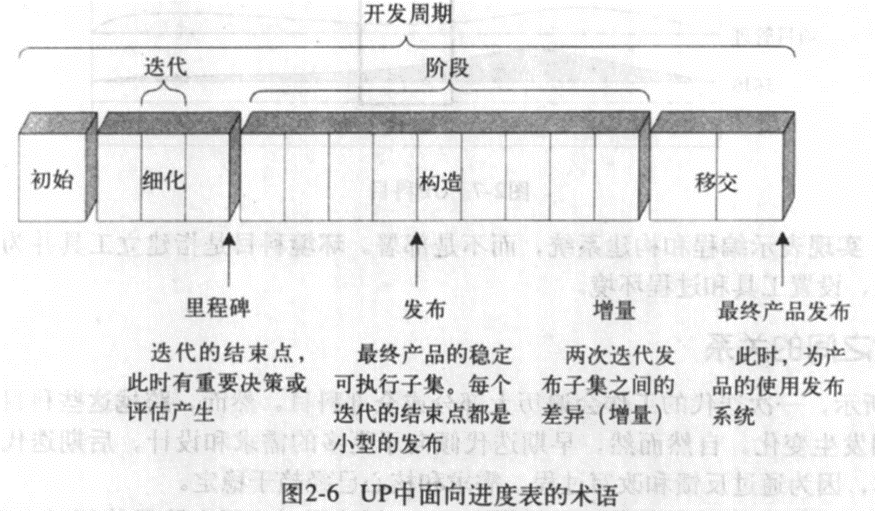 开发周期
迭代
阶段
初始
细化
构造
移交
里程碑
迭代的结束点，
此时有重要决策或
评估产生
发布
最终产品的稳定
可执行子集。每个
迭代的结束点都是
小型的发布
增量
两次迭代发
布子集之间的
差异（增量）
最终产品发布
此时，为产
品的使用发布
系统
图2-6 UP中面向进度表的术语